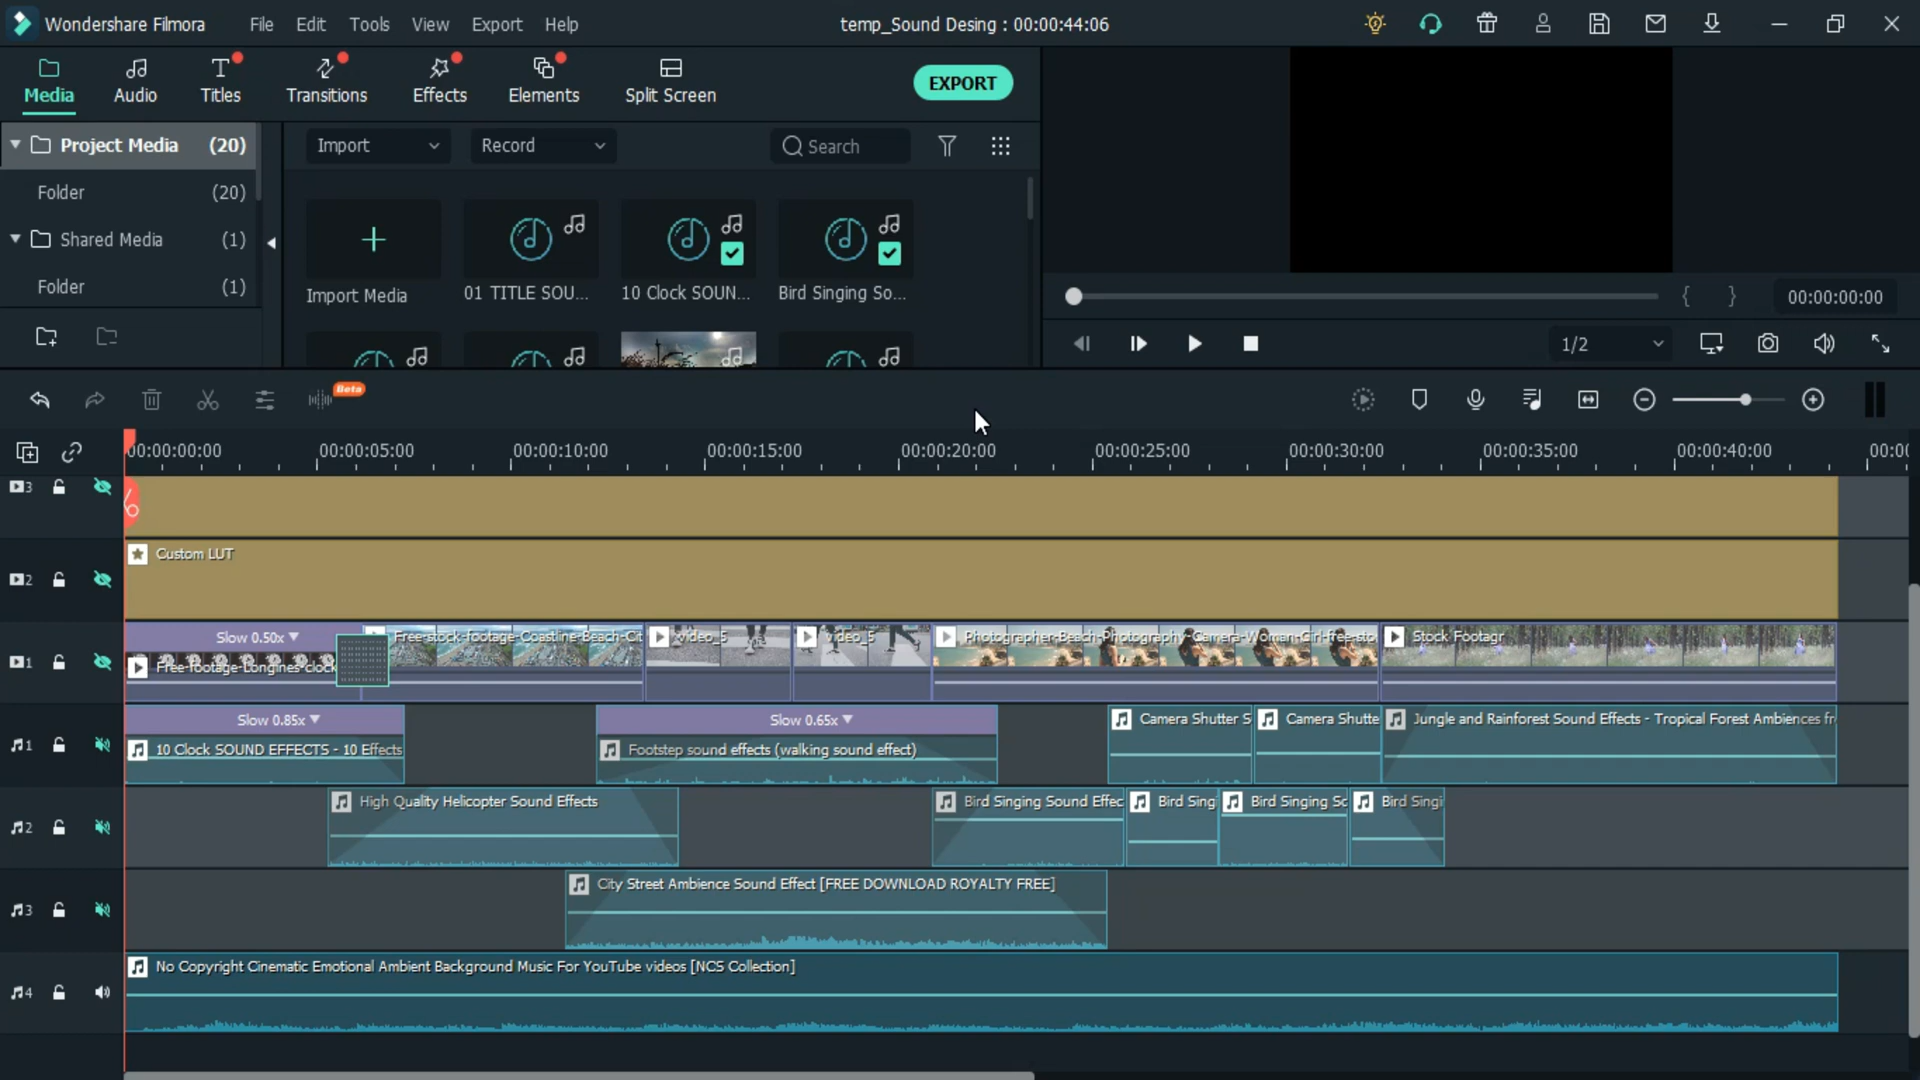 Wondershare Filmora
File
Edit
Tools
View
Export
Help
temp_Sound Desing : 00:00:44:06
Media
Audio
Titles
Transitions
Effects
Elements
Split Screen
EXPORT
Project Media (20)
Folder (20)
Shared Media (1)
Folder (1)
Import
Record
Search
Import Media
01 TITLE SOU...
10 Clock SOUN...
Bird Singing So...
{ }
00:00:00:00
1/2
Beta
00:00:00:00
00:00:05:00
00:00:10:00
00:00:15:00
00:00:20:00
00:00:25:00
00:00:30:00
00:00:35:00
00:00:40:00
00:00
3
2
Custom LUT
1
Slow 0.50x
Free-footage-Longines-clock
Free-stock-footage-Coastline-Beach-Cit
video_5
video_5
Photographer-Beach-Photography-Camera-Woman-Girl-free-sto
Stock Footagr
1
Slow 0.85x
10 Clock SOUND EFFECTS - 10 Effects
Slow 0.65x
Footstep sound effects (walking sound effect)
Camera Shutter S
Camera Shutte
Jungle and Rainforest Sound Effects - Tropical Forest Ambiences fr
2
High Quality Helicopter Sound Effects
Bird Singing Sound Effec
Bird Sing
Bird Singing So
Bird Singi
3
City Street Ambience Sound Effect [FREE DOWNLOAD ROYALTY FREE]
4
No Copyright Cinematic Emotional Ambient Background Music For YouTube videos [NCS Collection]